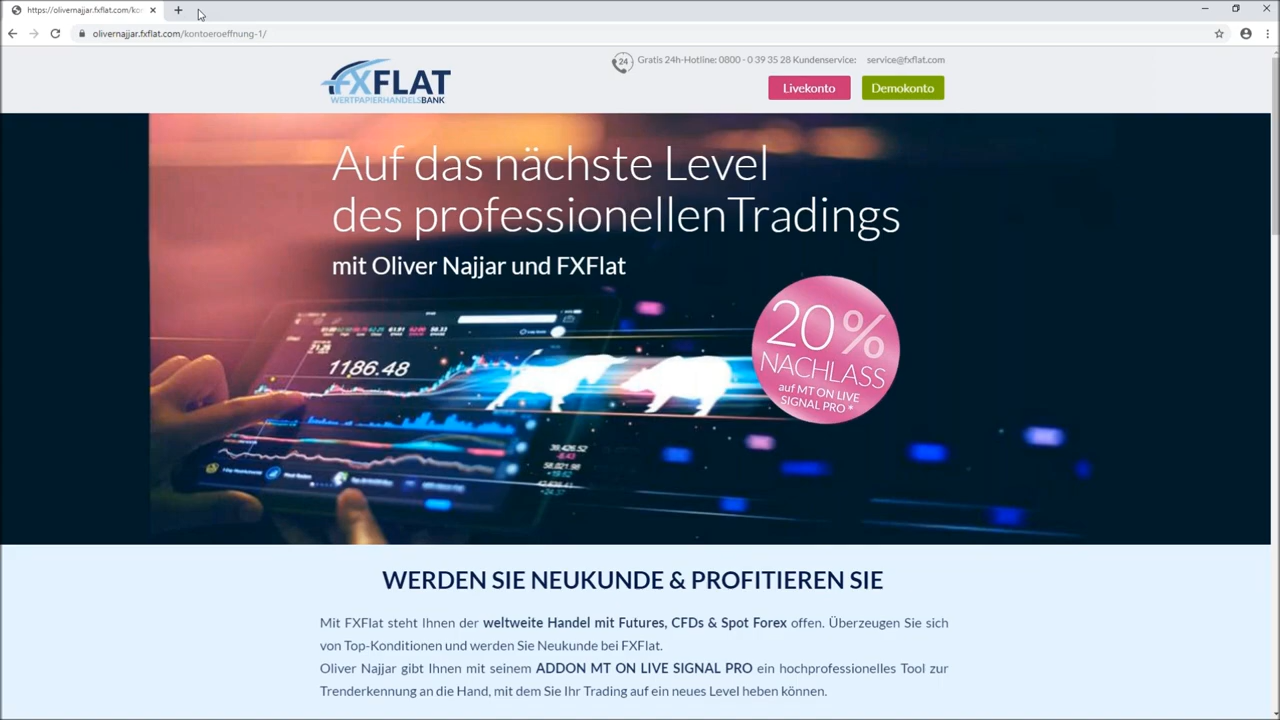 https://olivernajjar.fxflat.com/ko
olivernajjar.fxflat.com/kontoeroeffnung-1/
24
Gratis 24h-Hotline: 0800 - 0 39 35 28 Kundenservice: service@fxflat.com
FXFLAT
WERTPAPIERHANDELSBANK
Livekonto
Demokonto
Auf das nächste Level
des professionellenTradings
mit Oliver Najjar und FXFlat
1186.48
20%
NACHLASS
auf MT ON LIVE
SIGNAL PRO *
WERDEN SIE NEUKUNDE & PROFITIEREN SIE
Mit FXFlat steht Ihnen der weltweite Handel mit Futures, CFDs & Spot Forex offen. Überzeugen Sie sich
von Top-Konditionen und werden Sie Neukunde bei FXFlat.
Oliver Najjar gibt Ihnen mit seinem ADDON MT ON LIVE SIGNAL PRO ein hochprofessionelles Tool zur
Trenderkennung an die Hand, mit dem Sie Ihr Trading auf ein neues Level heben können.